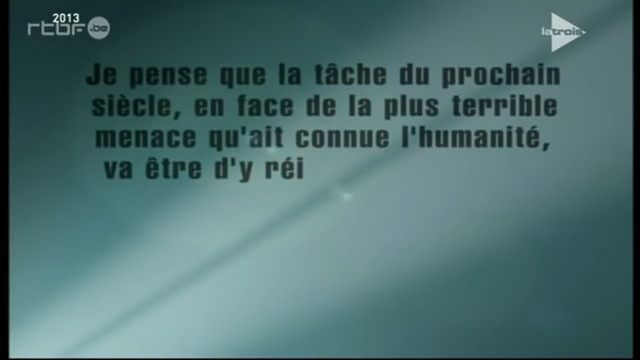 2013
rtbf.be
latrois
Je pense que la tâche du prochain
siècle, en face de la plus terrible
menace qu'ait connue l'humanité,
va être d'y réi